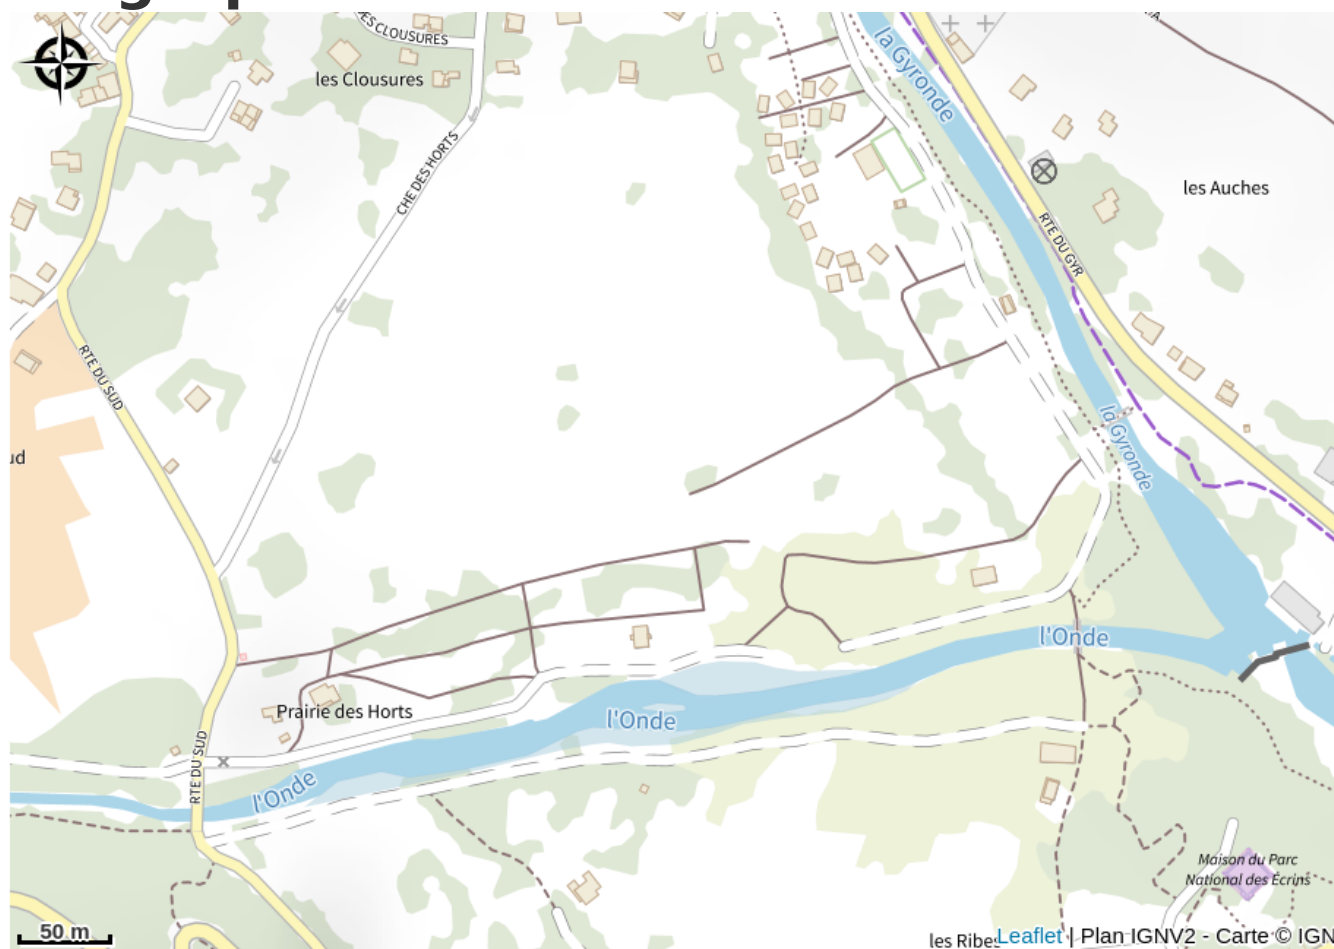 ES CLOUSURES
les Clousures
CHE DES HORTS
la Gyronde
les Auches
RTE DU GYR
RTE DU SUD
ud
la Gyronde
l'Onde
l'Onde
Prairie des Horts
RTE DU SUD
l'Onde
Maison du Parc
National des Écrins
50 m
les Ribes
Leaflet | Plan IGNV2 - Carte © IGN